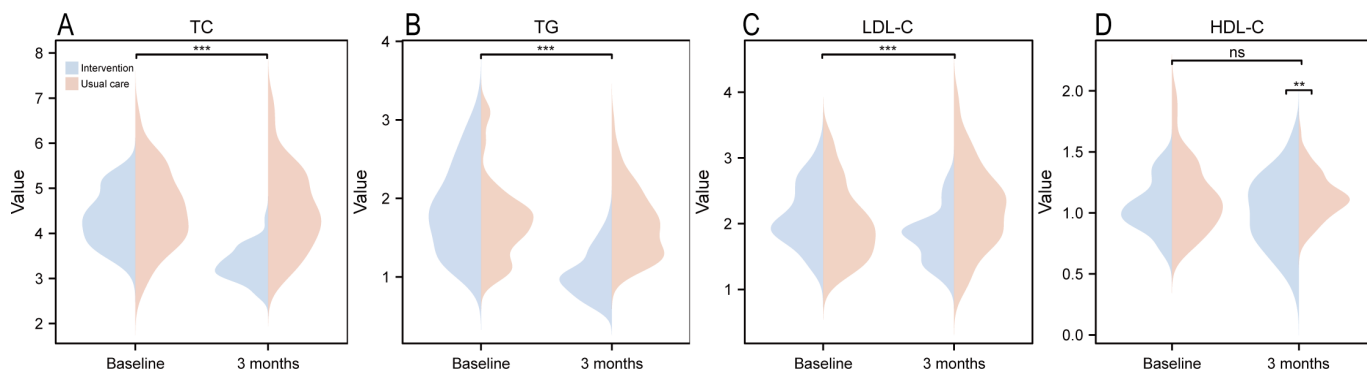 A
TC
***
Intervention
Usual care
Value
8
7
6
5
4
3
2
Baseline
3 months
B
TG
***
Value
4
3
2
1
Baseline
3 months
C
LDL-C
***
Value
4
3
2
1
Baseline
3 months
D
HDL-C
ns
**
Value
2.0
1.5
1.0
0.5
0.0
Baseline
3 months